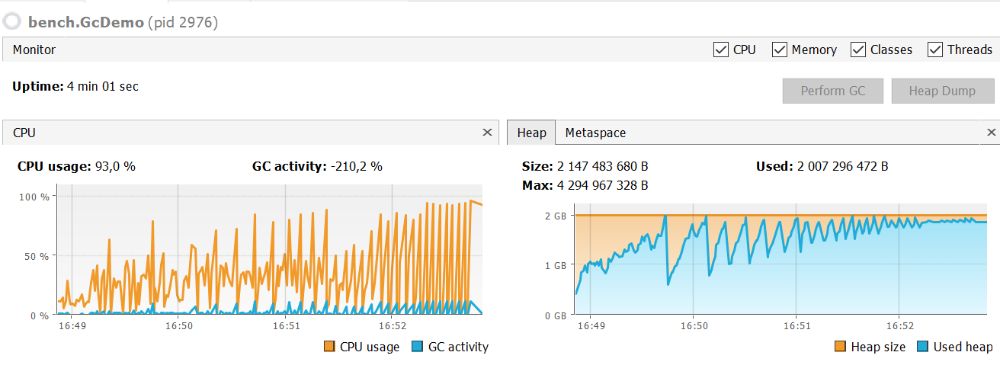 bench.GcDemo (pid 2976)
Monitor
CPU Memory Classes Threads
Uptime: 4 min 01 sec
Perform GC Heap Dump
CPU
CPU usage: 93,0 % GC activity: -210,2 %
100 %
50 %
0 %
16:49 16:50 16:51 16:52
CPU usage GC activity
Heap Metaspace
Size: 2 147 483 680 B Used: 2 007 296 472 B
Max: 4 294 967 328 B
2 GB
1 GB
0 GB
16:49 16:50 16:51 16:52
Heap size Used heap